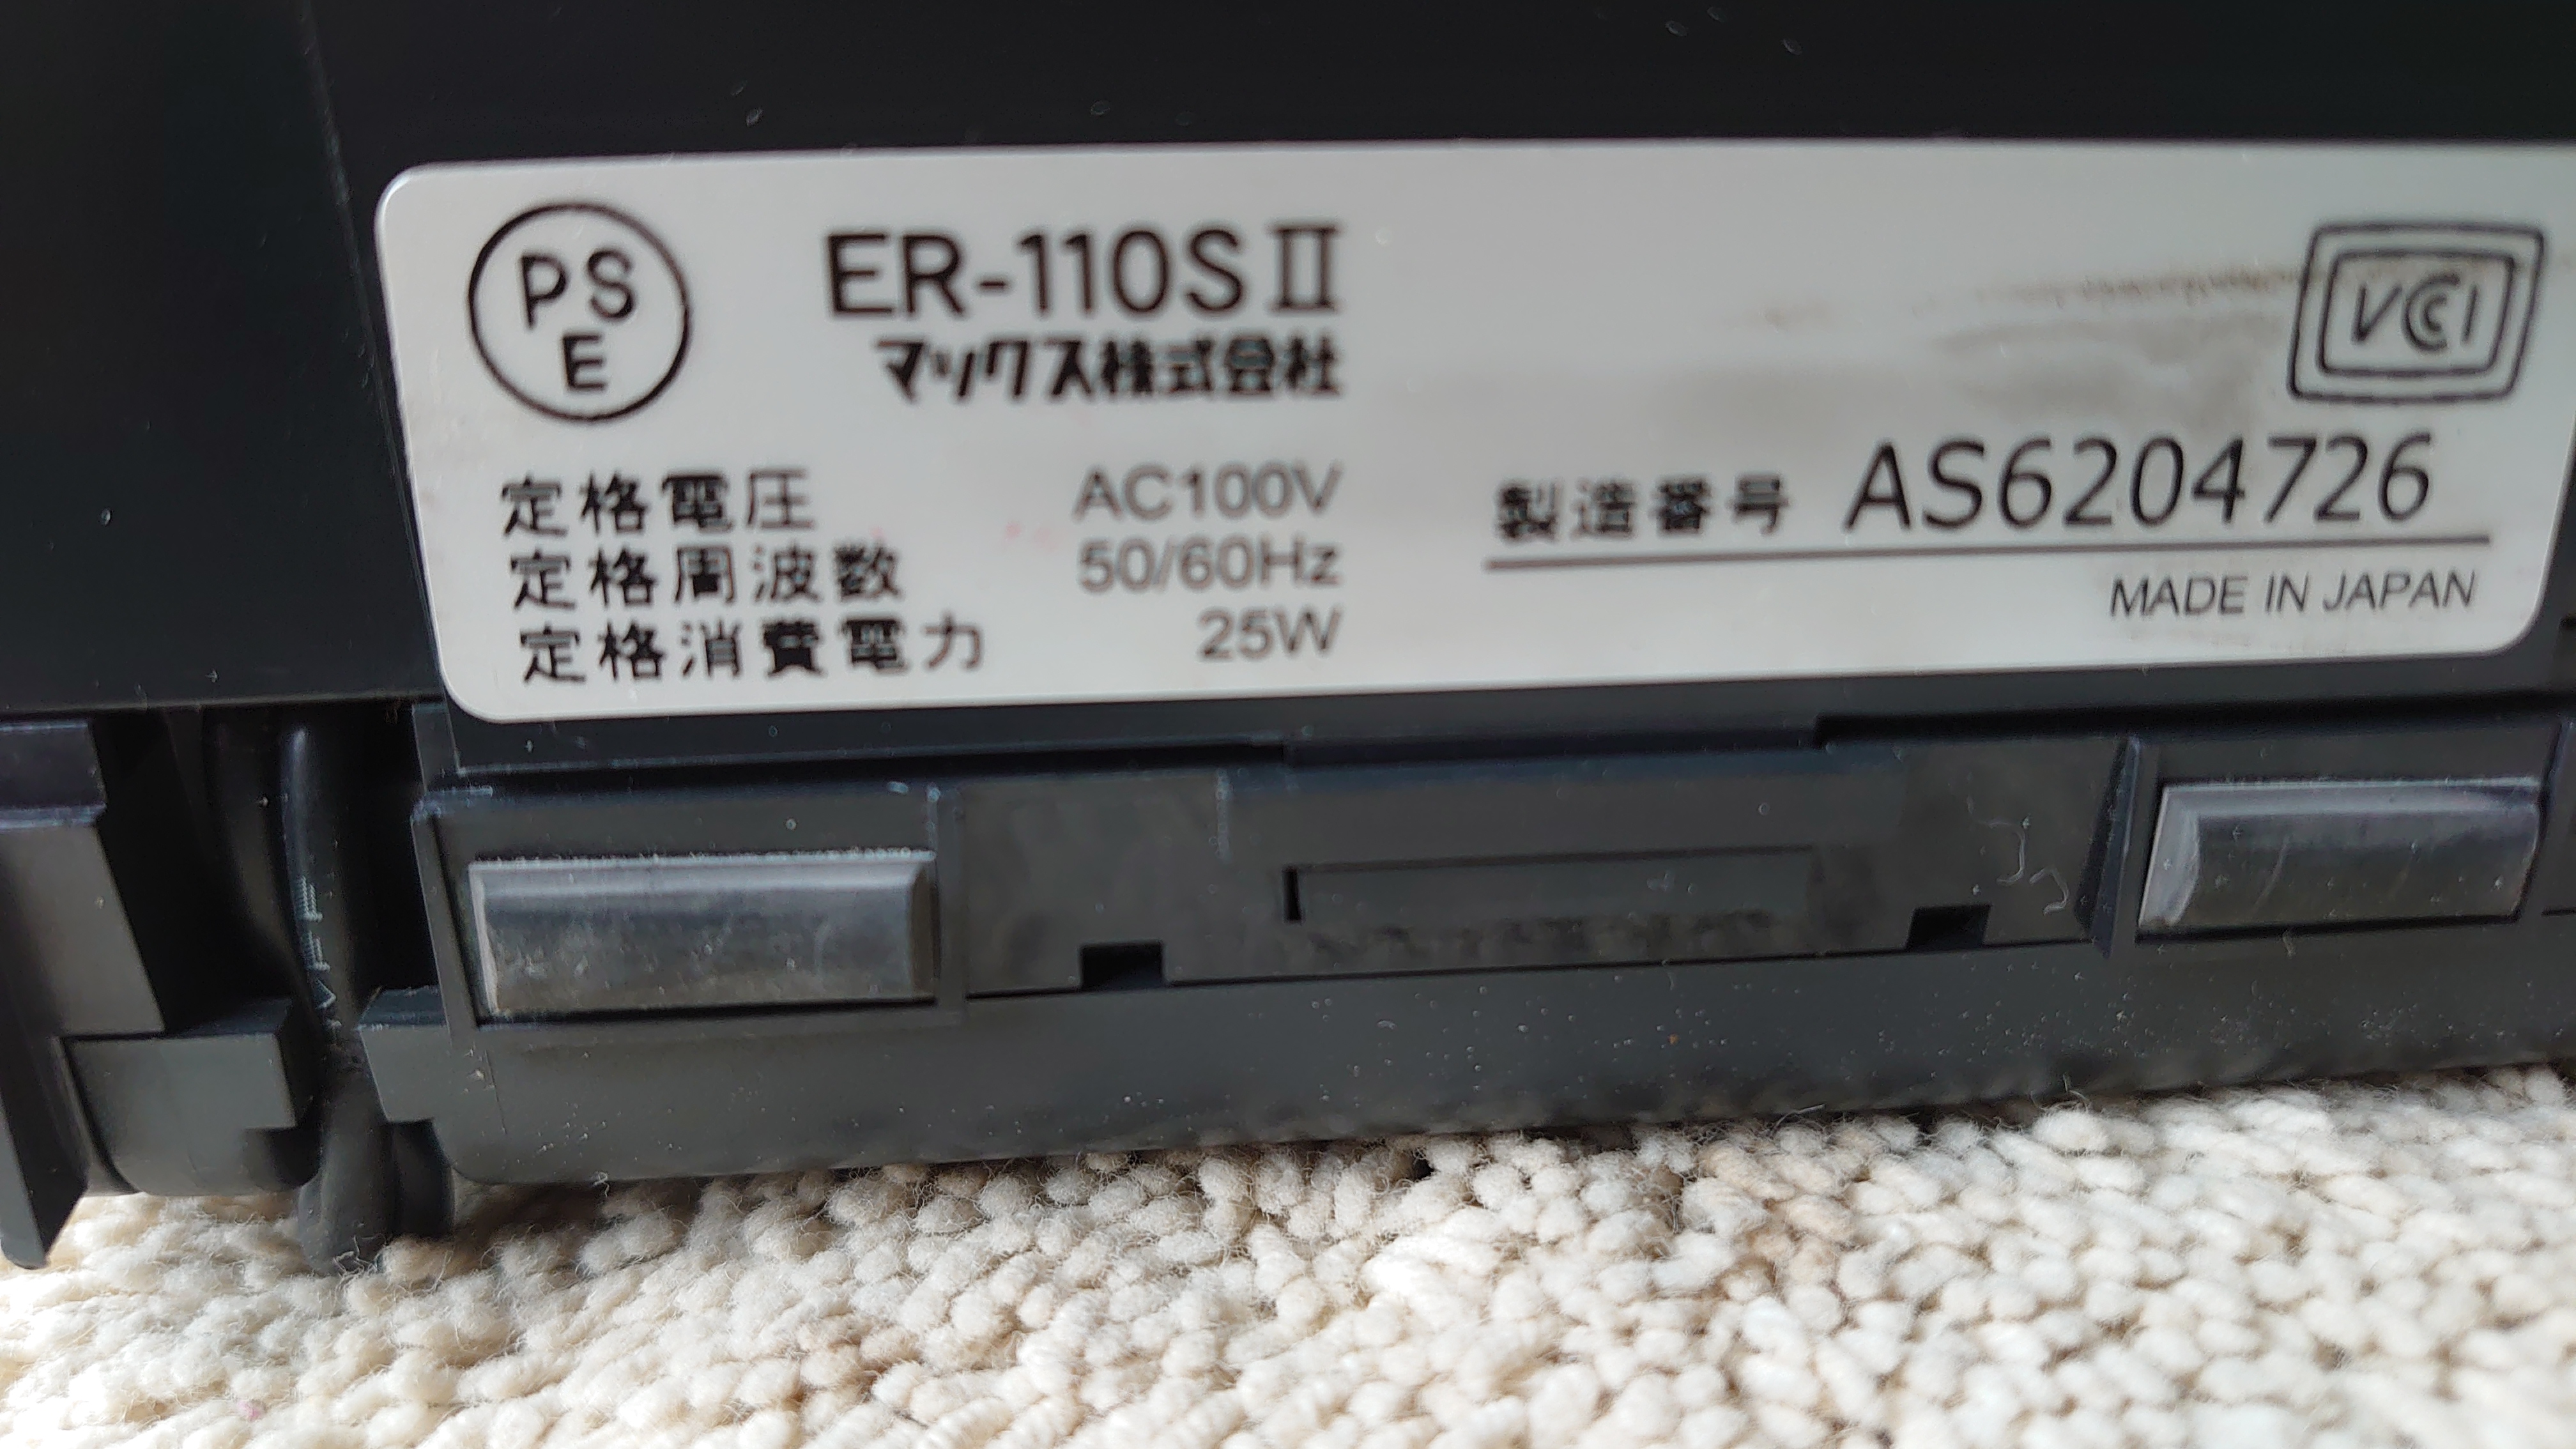 PS
E
ER-110SⅡ
マックス株式会社
VCCI
定格電圧 AC100V
定格周波数 50/60Hz
定格消費電力 25W
製造番号 AS6204726
MADE IN JAPAN